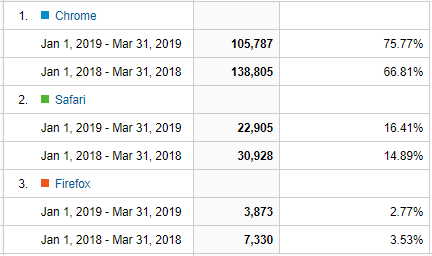 1. Chrome
Jan 1, 2019 - Mar 31, 2019 105,787 75.77%
Jan 1, 2018 - Mar 31, 2018 138,805 66.81%
2. Safari
Jan 1, 2019 - Mar 31, 2019 22,905 16.41%
Jan 1, 2018 - Mar 31, 2018 30,928 14.89%
3. Firefox
Jan 1, 2019 - Mar 31, 2019 3,873 2.77%
Jan 1, 2018 - Mar 31, 2018 7,330 3.53%